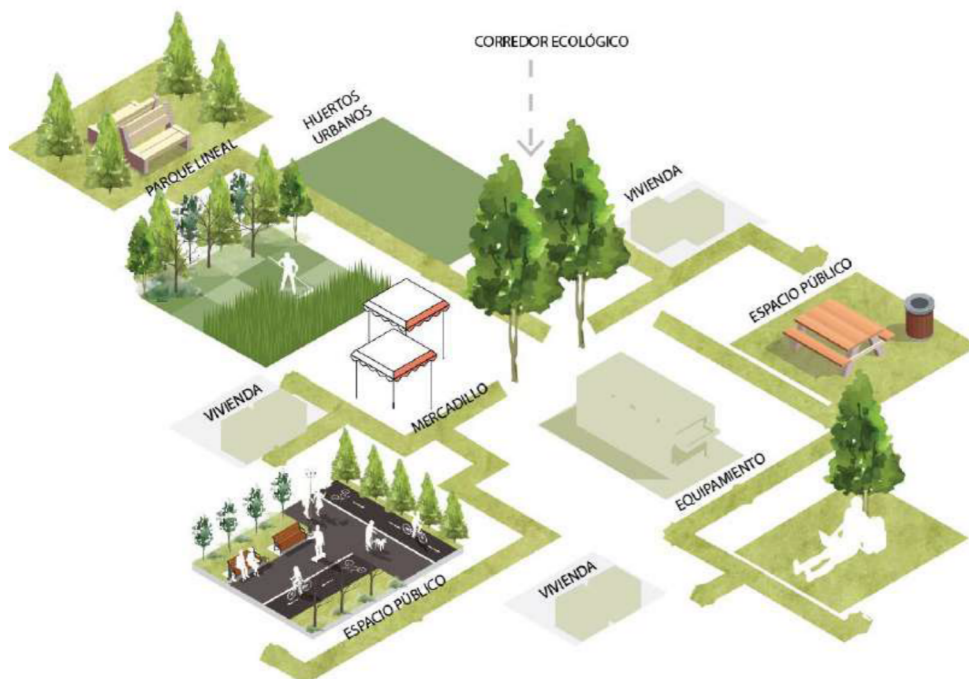 CORREDOR ECOLÓGICO
HUERTOS
URBANOS
PARQUE LINEAL
VIVIENDA
ESPACIO PÚBLICO
VIVIENDA
MERCADILLO
EQUIPAMIENTO
ESPACIO PÚBLICO
VIVIENDA